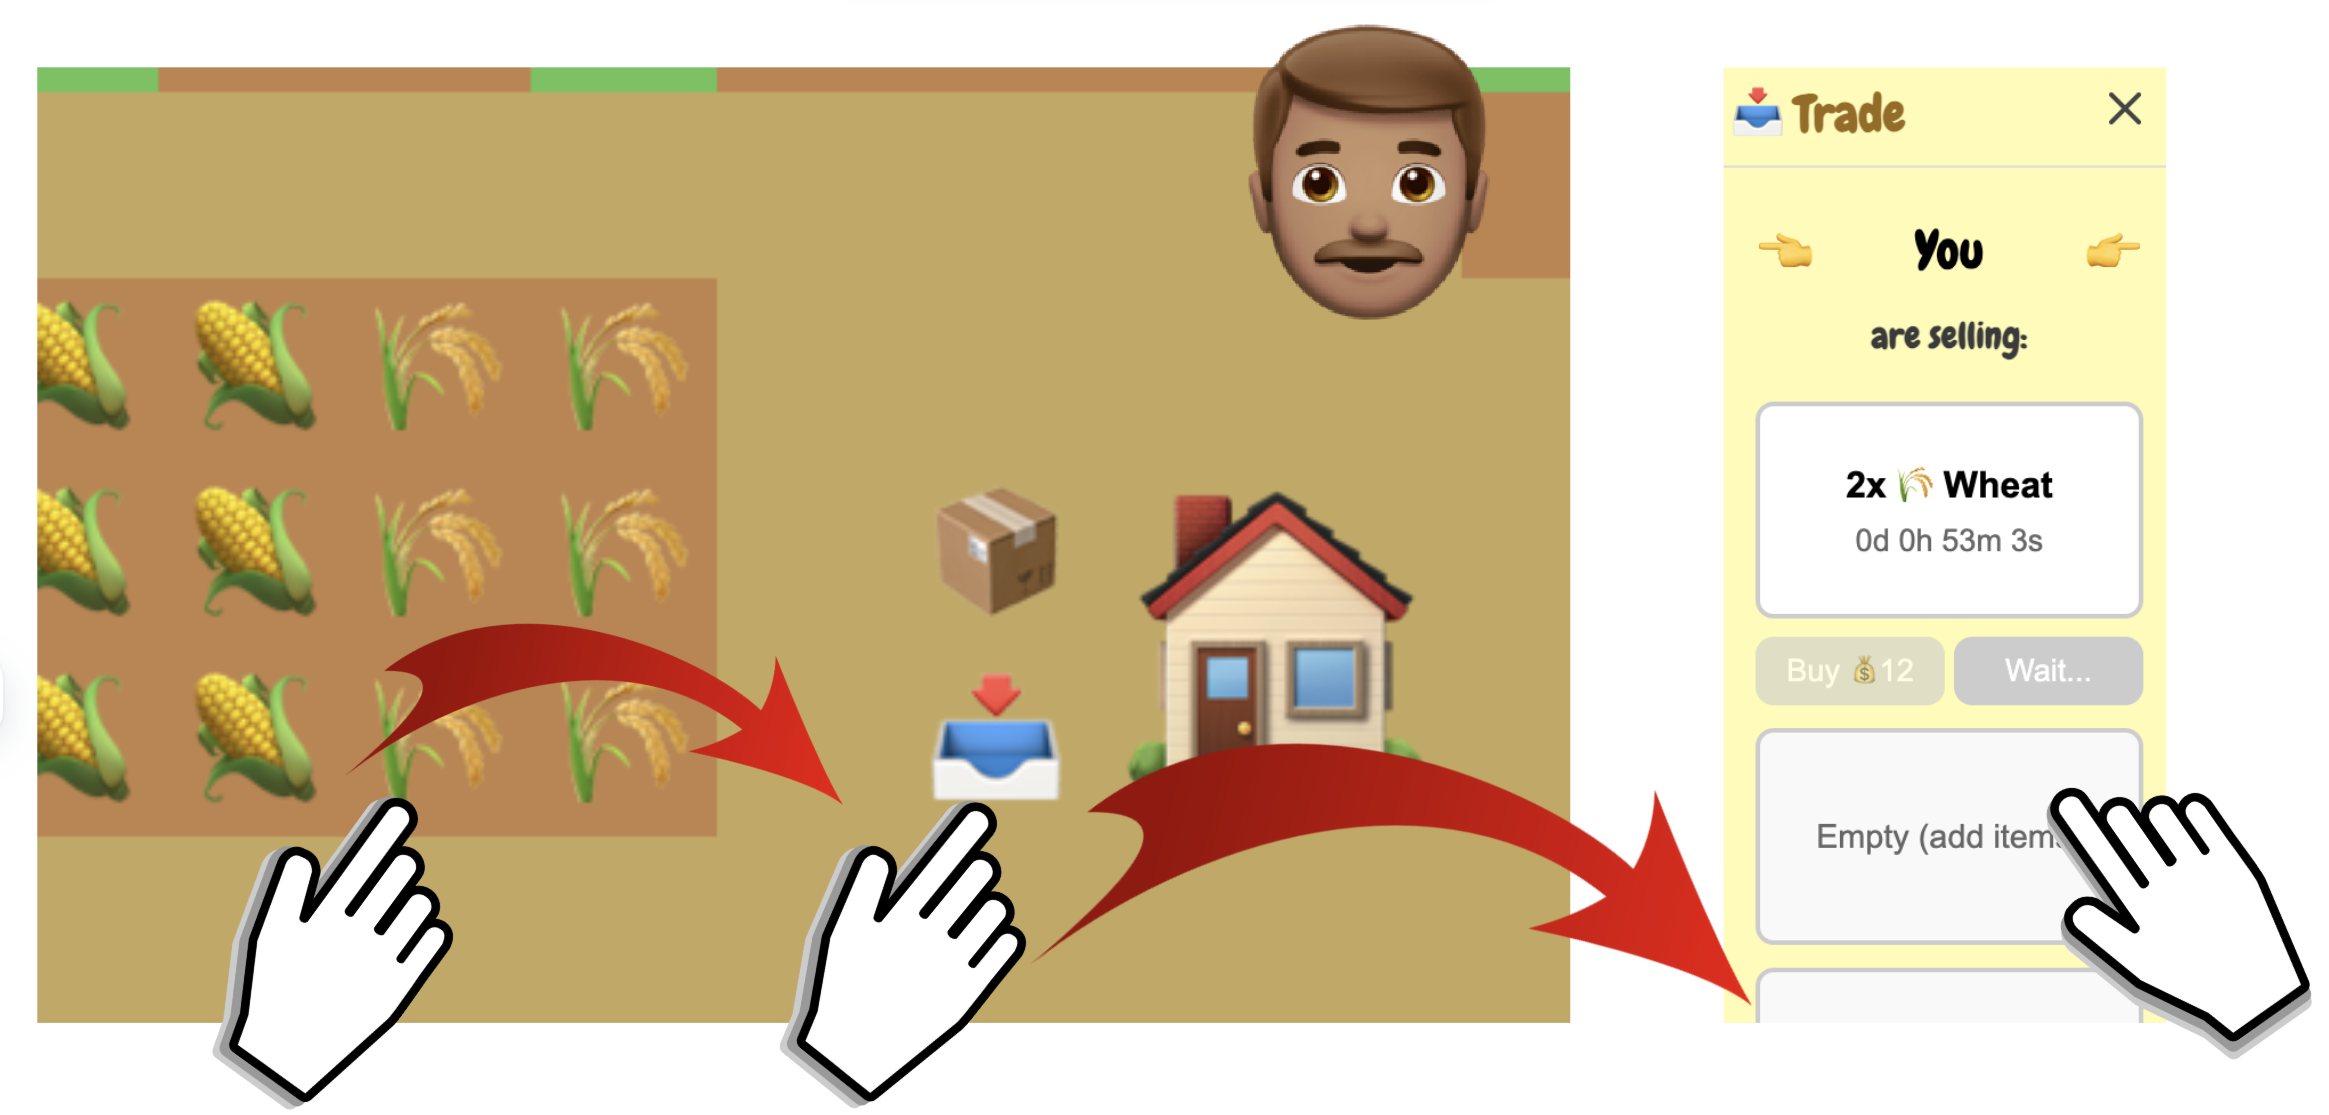 Trade
You
are selling:
2x Wheat
0d 0h 53m 3s
Buy 12
Wait...
Empty (add item